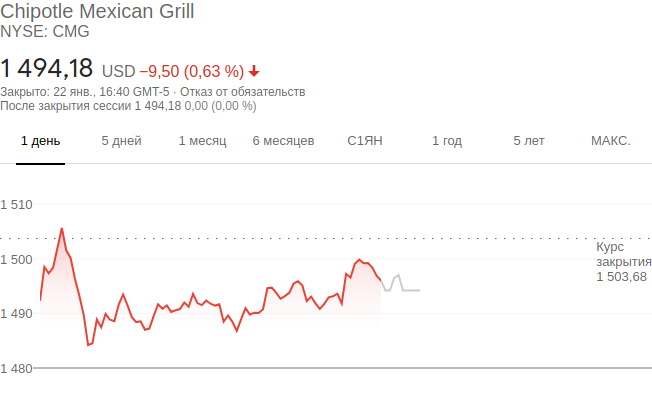 Chipotle Mexican Grill
NYSE: CMG
1 494,18 USD −9,50 (0,63 %)
Закрыто: 22 янв., 16:40 GMT-5 · Отказ от обязательств
После закрытия сессии 1 494,18 0,00 (0,00 %)
1 день 5 дней 1 месяц 6 месяцев С1ЯН 1 год 5 лет МАКС.
1 510
1 500
1 490
1 480
Курс
закрытия
1 503,68